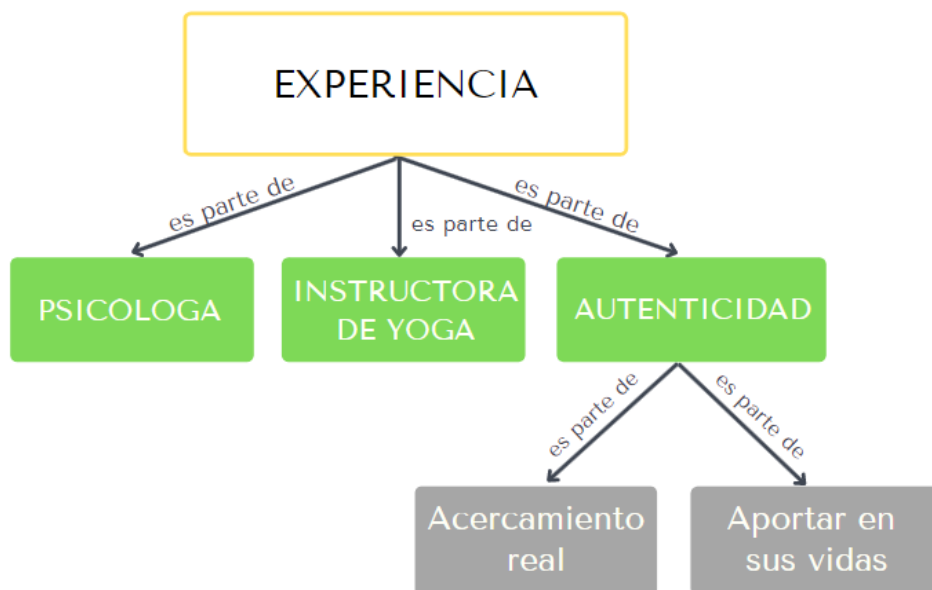 EXPERIENCIA
es parte de
es parte de
es parte de
PSICÓLOGA
INSTRUCTORA
DE YOGA
AUTENTICIDAD
es parte de
es parte de
Acercamiento
real
Aportar en
sus vidas